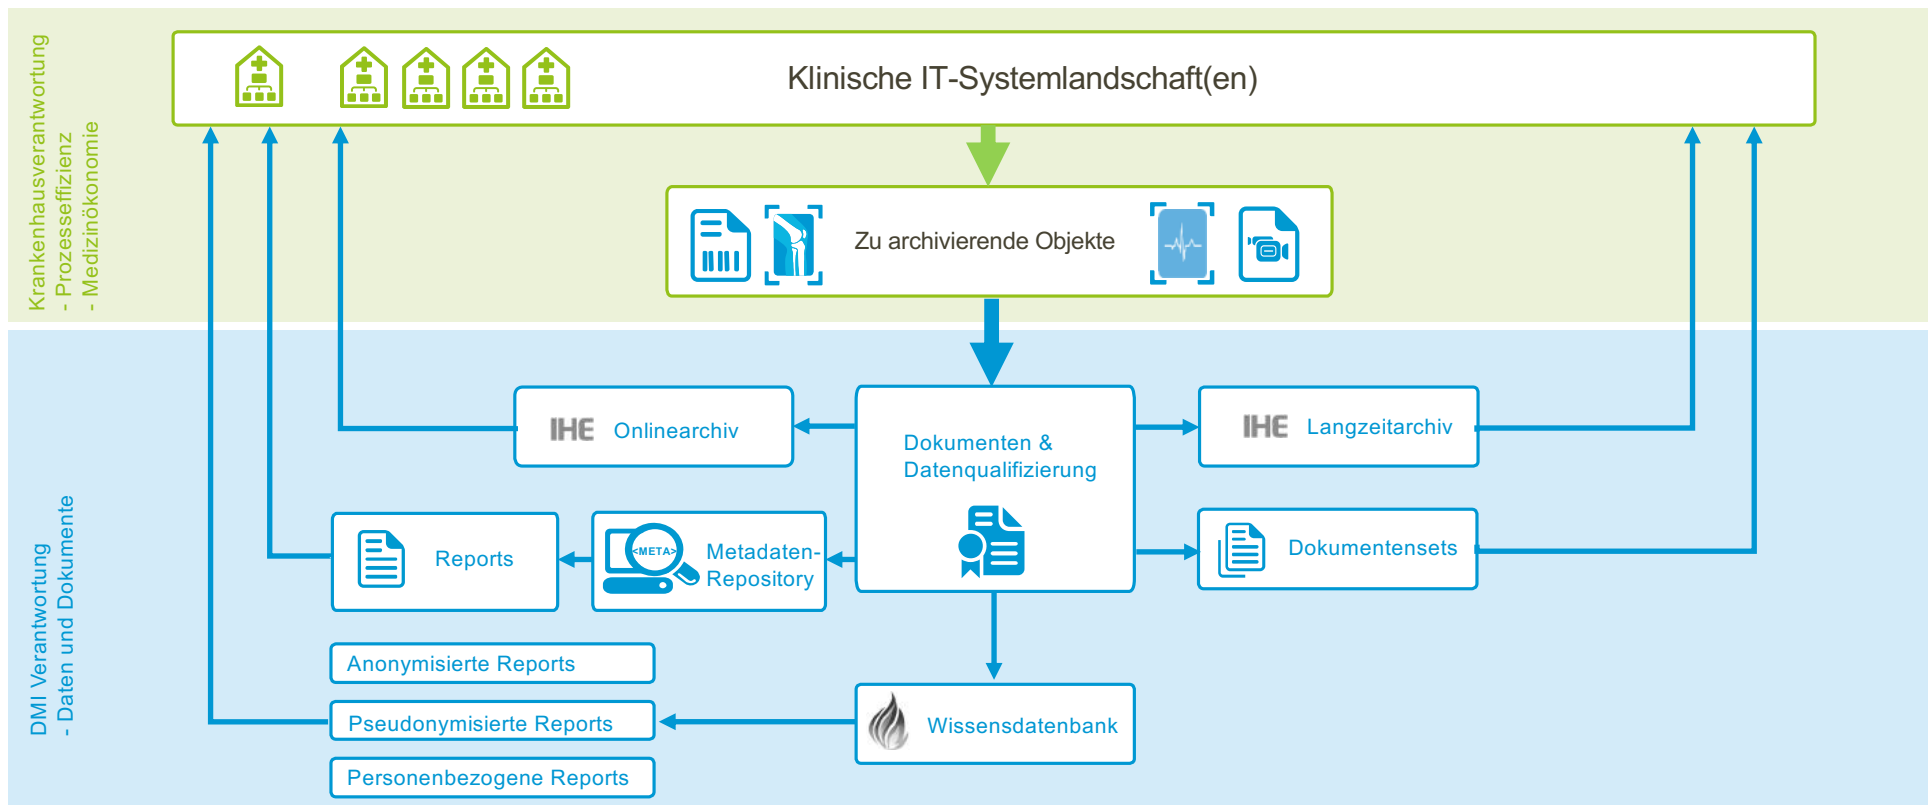 Krankenhausverantwortung
- Prozesseffizienz
- Medizinökonomie
Klinische IT-Systemlandschaft(en)
Zu archivierende Objekte
DMI Verantwortung
- Daten und Dokumente
IHE Onlinearchiv
Dokumenten &
Datenqualifizierung
IHE Langzeitarchiv
Reports
<META>
Metadaten-
Repository
Dokumentensets
Anonymisierte Reports
Pseudonymisierte Reports
Wissensdatenbank
Personenbezogene Reports